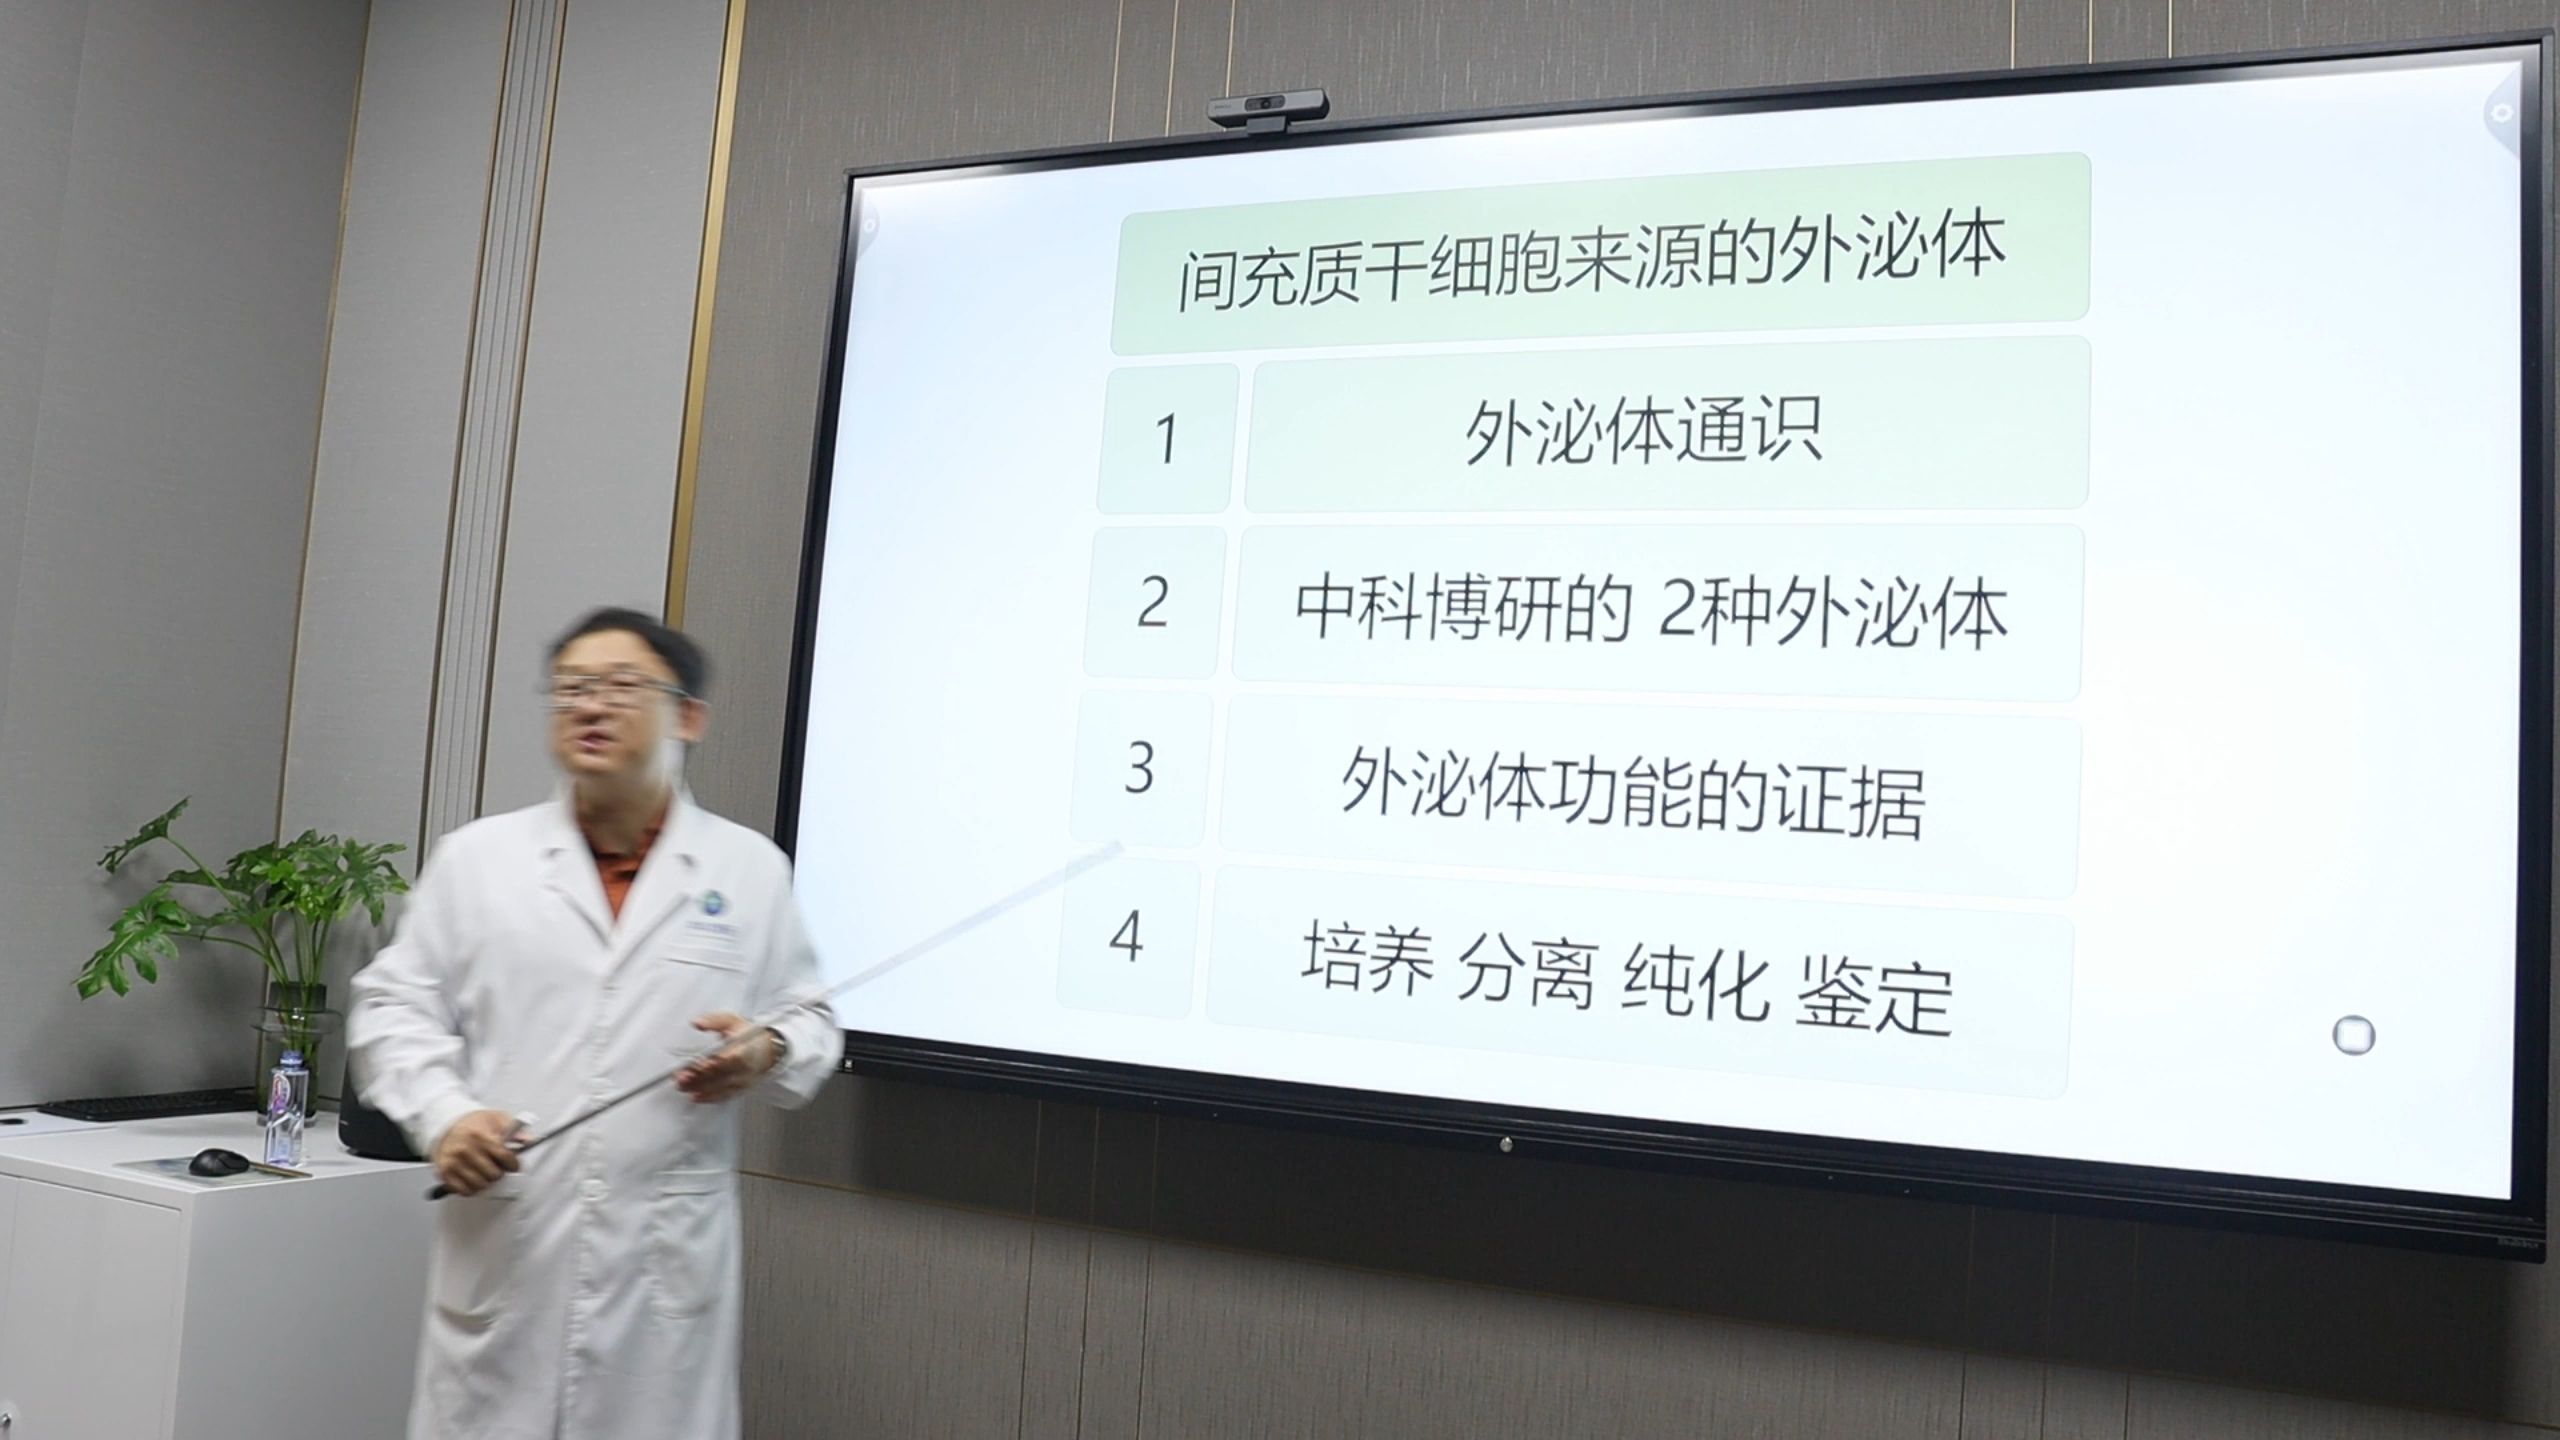 间充质干细胞来源的外泌体
1 外泌体通识
2 中科博研的 2种外泌体
3 外泌体功能的证据
4 培养 分离 纯化 鉴定